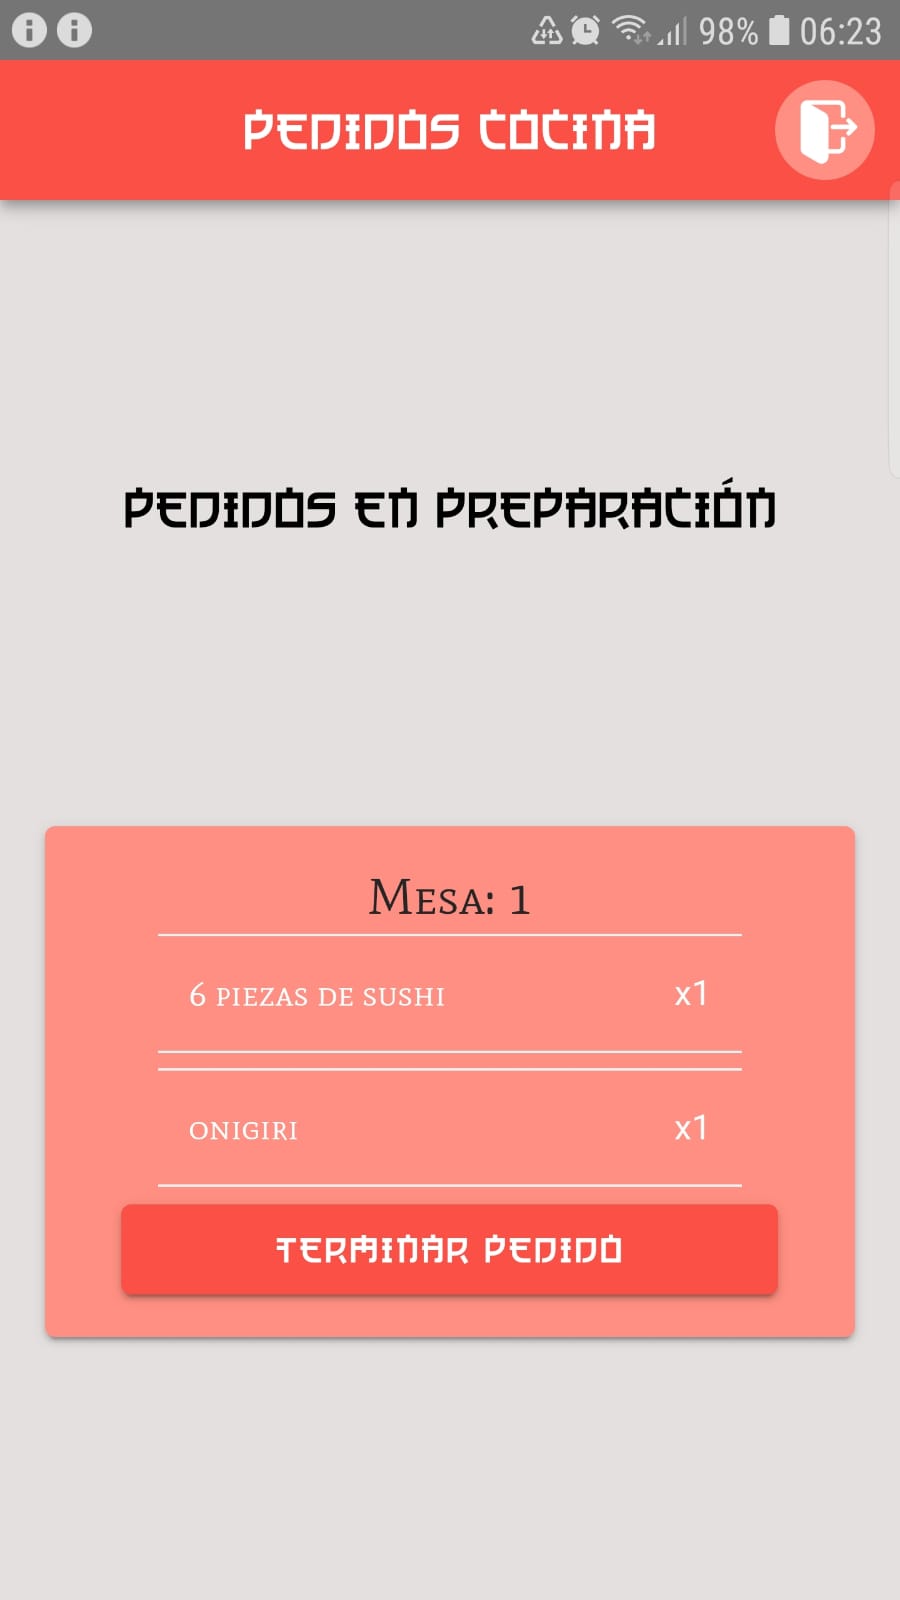 98% 06:23
PEDIDOS COCINA
PEDIDOS EN PREPARACIÓN
Mesa: 1
6 piezas de sushi x1
onigiri x1
TERMINAR PEDIDO